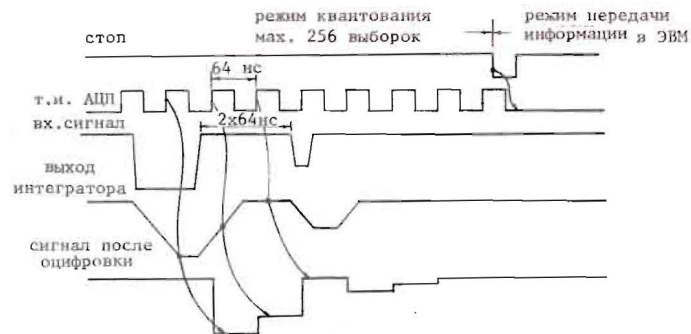 режим квантования
мах. 256 выборок
режим передачи
информации в ЭВМ
стоп
64 нс
т.и. АЦП
вх.сигнал
2х64нс
выход
интегратора
сигнал после
оцифровки